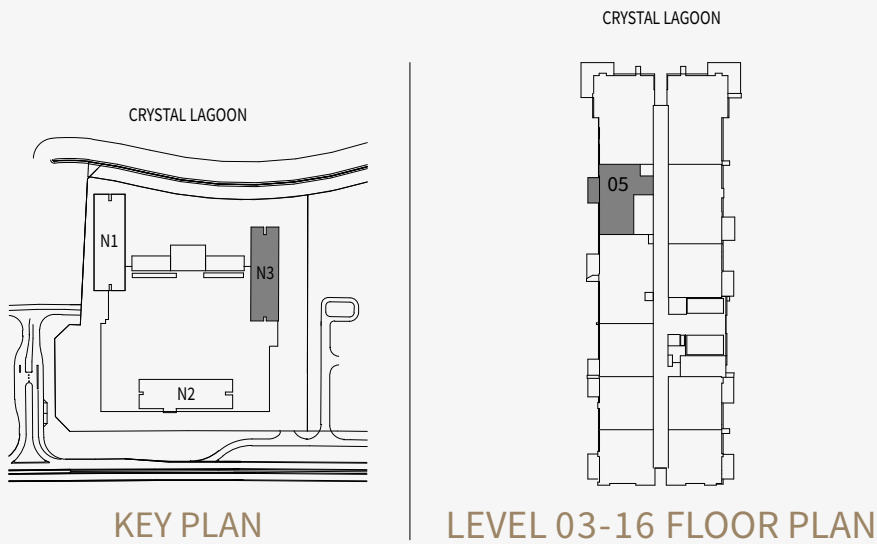 CRYSTAL LAGOON
N1
N3
N2
KEY PLAN
CRYSTAL LAGOON
05
LEVEL 03-16 FLOOR PLAN